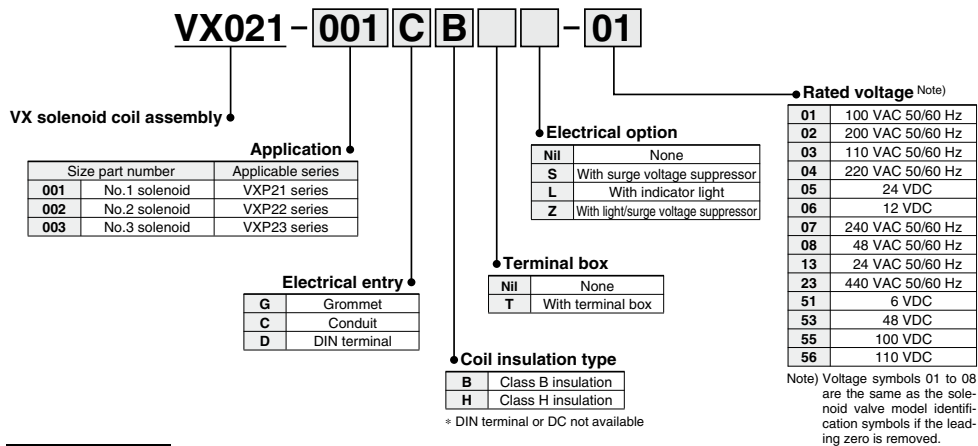 VX021 - 001 C B - 01
VX solenoid coil assembly
Application
Size part number Applicable series
001 No.1 solenoid VXP21 series
002 No.2 solenoid VXP22 series
003 No.3 solenoid VXP23 series
Electrical entry
G Grommet
C Conduit
D DIN terminal
Coil insulation type
B Class B insulation
H Class H insulation
∗ DIN terminal or DC not available
Terminal box
Nil None
T With terminal box
Electrical option
Nil None
S With surge voltage suppressor
L With indicator light
Z With light/surge voltage suppressor
Rated voltage Note)
01 100 VAC 50/60 Hz
02 200 VAC 50/60 Hz
03 110 VAC 50/60 Hz
04 220 VAC 50/60 Hz
05 24 VDC
06 12 VDC
07 240 VAC 50/60 Hz
08 48 VAC 50/60 Hz
13 24 VAC 50/60 Hz
23 440 VAC 50/60 Hz
51 6 VDC
53 48 VDC
55 100 VDC
56 110 VDC
Note) Voltage symbols 01 to 08
are the same as the sole-
noid valve model identifi-
cation symbols if the lead-
ing zero is removed.